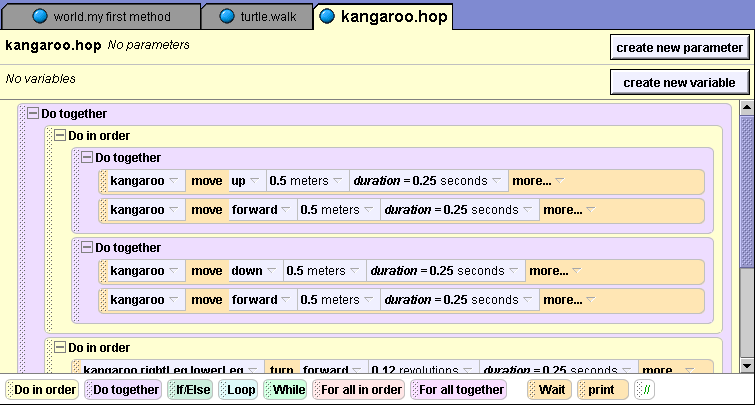 world.my first method turtle.walk kangaroo.hop
kangaroo.hop No parameters create new parameter
No variables create new variable
Do together
Do in order
Do together
kangaroo move up 0.5 meters duration = 0.25 seconds more...
kangaroo move forward 0.5 meters duration = 0.25 seconds more...
Do together
kangaroo move down 0.5 meters duration = 0.25 seconds more...
kangaroo move forward 0.5 meters duration = 0.25 seconds more...
Do in order
kangaroo.rightLeg.lowerLeg turn forward 0.12 revolutions duration = 0.25 seconds more...
Do in order Do together If/Else Loop While For all in order For all together Wait print //